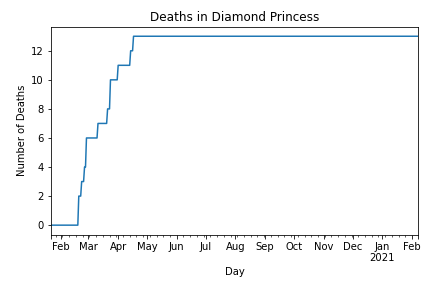 Deaths in Diamond Princess
Number of Deaths
12
10
8
6
4
2
0
Feb Mar Apr May Jun Jul Aug Sep Oct Nov Dec Jan Feb
2021
Day